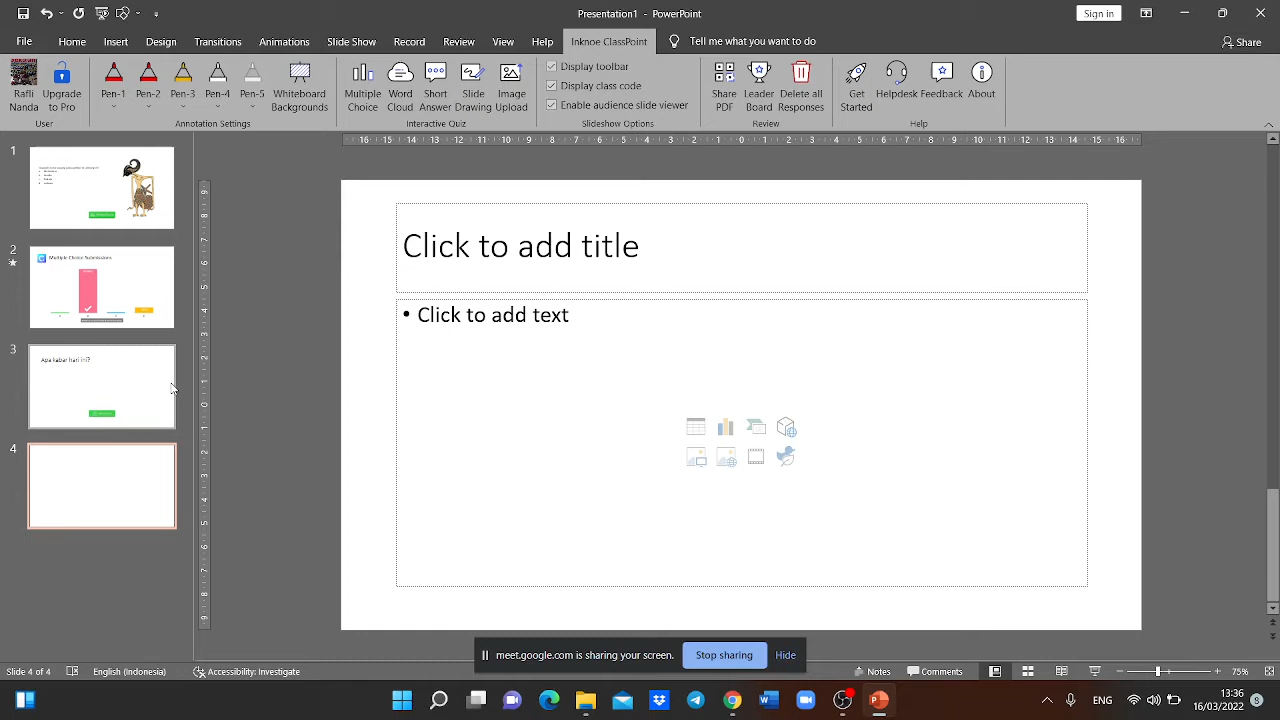 Presentation1 - PowerPoint
Sign in
File Home Insert Design Transitions Animations Slide Show Record Review View Help Inknoe ClassPoint Tell me what you want to do Share
Ralli Nanda
Upgrade to Pro
Pen-1 Pen-2 Pen-3 Pen-4 Pen-5
Whiteboard Backgrounds
Multiple Choice
Word Cloud
Short Answer
Slide Drawing
Image Upload
Display toolbar
Display class code
Enable audience slide viewer
Share PDF
Leader Board
Delete all Responses
Getting Started
Helpdesk
Feedback
About
User
Annotation Settings
Interactive Quiz
Slideshow Options
Help
1
2
Multiple Choice Submissions
3
Apa kabar hari ini?
Click to add title
• Click to add text
meet.google.com is sharing your screen.
Stop sharing
Hide
Slide 4 of 4
English (Indonesia)
Accessibility: Investigate
Notes
Comments
75%
ENG
13:36
16/03/2022